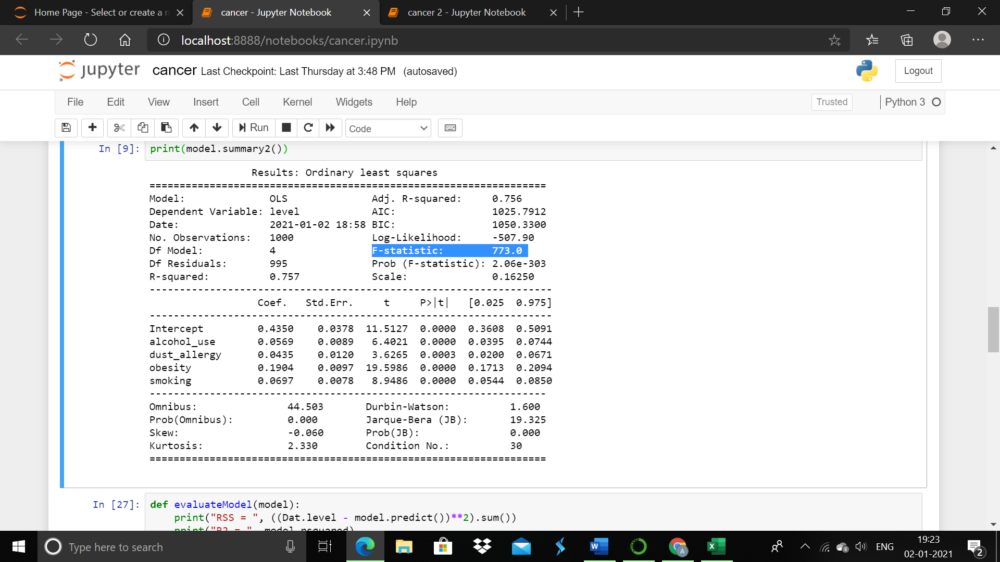 Home Page - Select or create a n
cancer - Jupyter Notebook
cancer 2 - Jupyter Notebook
localhost:8888/notebooks/cancer.ipynb
jupyter cancer Last Checkpoint: Last Thursday at 3:48 PM (autosaved)
Logout
File Edit View Insert Cell Kernel Widgets Help
Trusted
Python 3
Run
Code
In [9]: print(model.summary2())
Results: Ordinary least squares
==================================================================
Model: OLS Adj. R-squared: 0.756
Dependent Variable: level AIC: 1025.7912
Date: 2021-01-02 18:58 BIC: 1050.3300
No. Observations: 1000 Log-Likelihood: -507.90
Df Model: 4 F-statistic: 773.0
Df Residuals: 995 Prob (F-statistic): 2.06e-303
R-squared: 0.757 Scale: 0.16250
-------------------------------------------------------------------
Coef. Std.Err. t P>|t| [0.025 0.975]
-------------------------------------------------------------------
Intercept 0.4350 0.0378 11.5127 0.0000 0.3608 0.5091
alcohol_use 0.0569 0.0089 6.4021 0.0000 0.0395 0.0744
dust_allergy 0.0435 0.0120 3.6265 0.0003 0.0200 0.0671
obesity 0.1904 0.0097 19.5986 0.0000 0.1713 0.2094
smoking 0.0697 0.0078 8.9486 0.0000 0.0544 0.0850
------------------------------------------------------------------
Omnibus: 44.503 Durbin-Watson: 1.600
Prob(Omnibus): 0.000 Jarque-Bera (JB): 19.325
Skew: -0.060 Prob(JB): 0.000
Kurtosis: 2.330 Condition No.: 30
==================================================================
In [27]: def evaluateModel(model):
print("RSS = ", ((Dat.level - model.predict())**2).sum())
print("R2 = ", model.rsquared)
Type here to search
ENG
19:23
02-01-2021
2